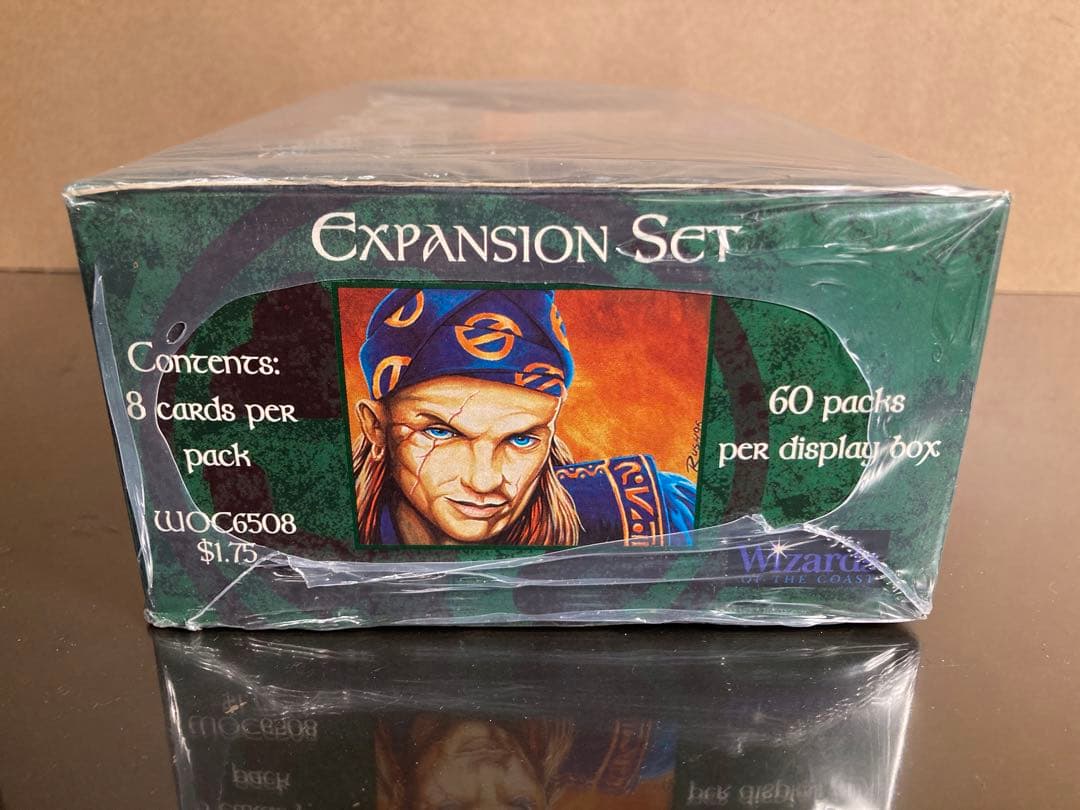 Expansion Set
Contents:
8 cards per
pack
WOC6508
$1.75
60 packs
per display box
Wizards
OF THE COAST